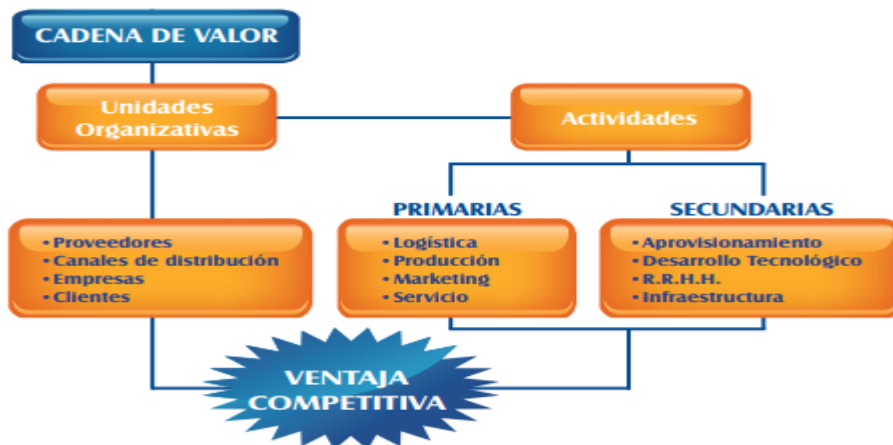 CADENA DE VALOR
Unidades
Organizativas
Actividades
PRIMARIAS
SECUNDARIAS
• Proveedores
• Canales de distribución
• Empresas
• Clientes
• Logística
• Producción
• Marketing
• Servicio
• Aprovisionamiento
• Desarrollo Tecnológico
• R.R.H.H.
• Infraestructura
VENTAJA
COMPETITIVA